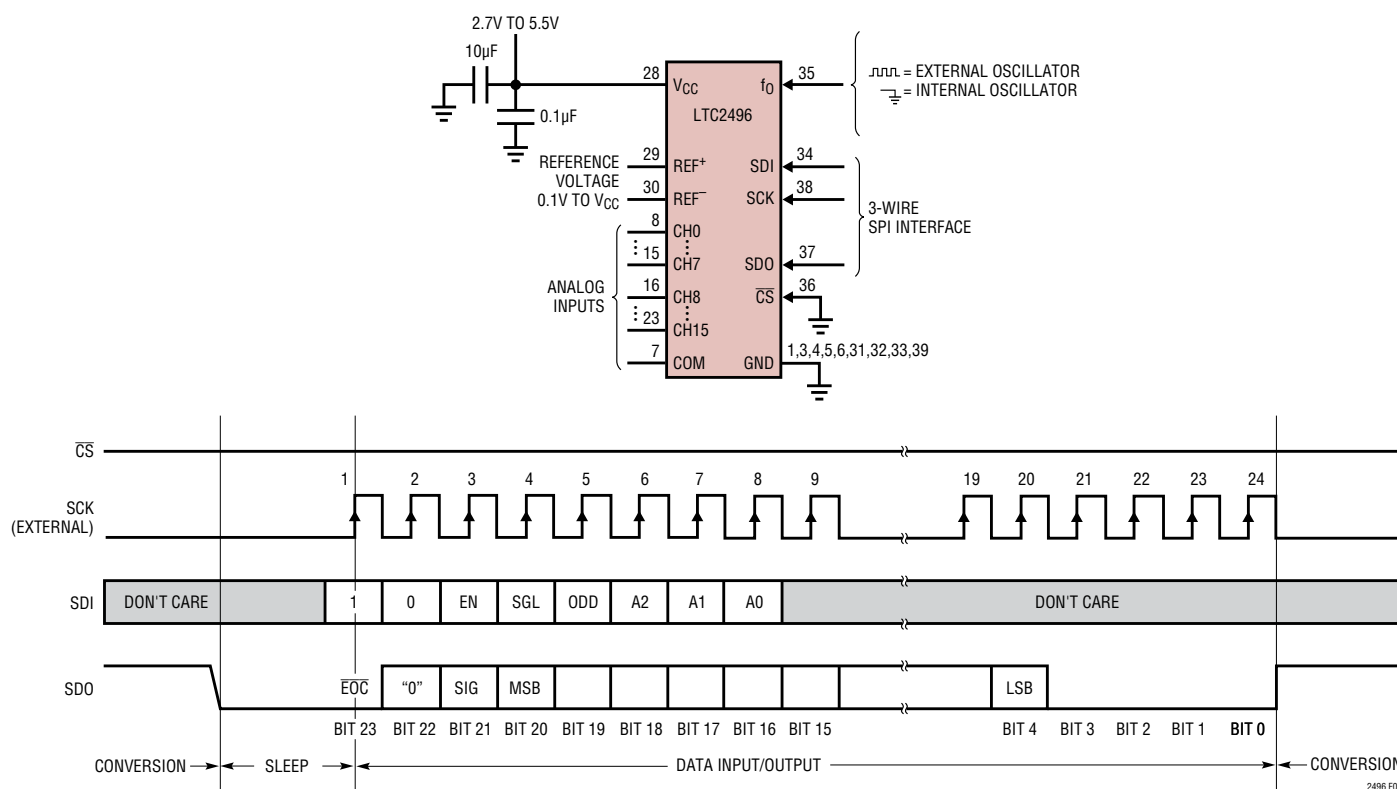 2.7V TO 5.5V
10µF
0.1µF
28
VCC
fO
35
= EXTERNAL OSCILLATOR
= INTERNAL OSCILLATOR
LTC2496
REFERENCE
VOLTAGE
0.1V TO VCC
29
REF+
30
REF–
SDI
34
SCK
38
3-WIRE
SPI INTERFACE
SDO
37
CS
36
ANALOG
INPUTS
8
CH0
15
CH7
16
CH8
23
CH15
7
COM
GND
1,3,4,5,6,31,32,33,39
CS
SCK
(EXTERNAL)
1 2 3 4 5 6 7 8 9 19 20 21 22 23 24
SDI
DON'T CARE 1 0 EN SGL ODD A2 A1 A0 DON'T CARE
SDO
EOC "0" SIG MSB LSB
BIT 23 BIT 22 BIT 21 BIT 20 BIT 19 BIT 18 BIT 17 BIT 16 BIT 15 BIT 4 BIT 3 BIT 2 BIT 1 BIT 0
CONVERSION SLEEP DATA INPUT/OUTPUT CONVERSION
2496 F0